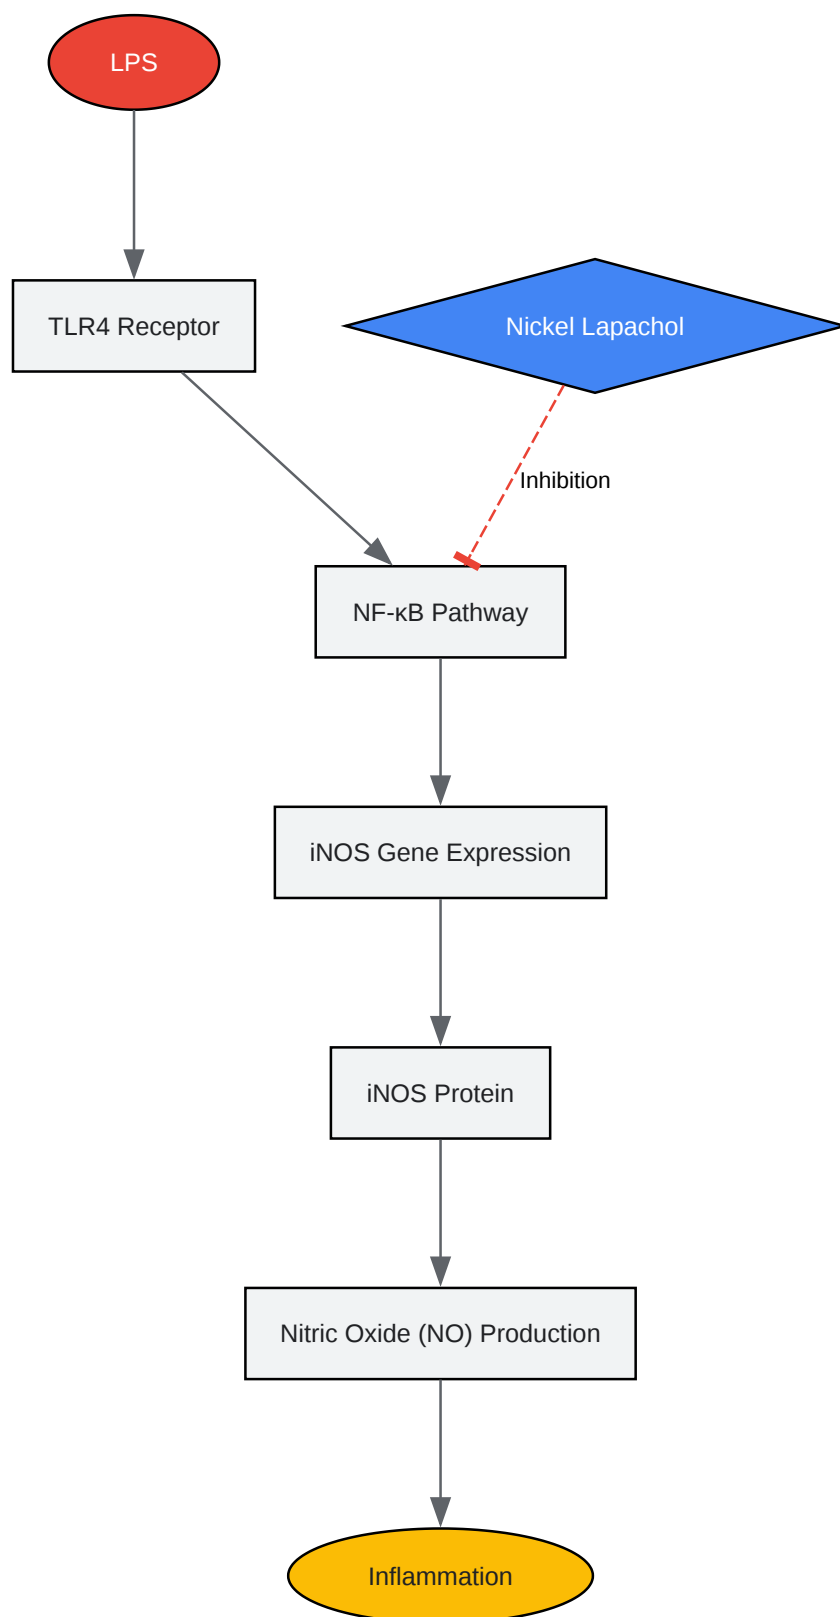 LPS
TLR4 Receptor
Nickel Lapachol
Inhibition
NF-κB Pathway
iNOS Gene Expression
iNOS Protein
Nitric Oxide (NO) Production
Inflammation